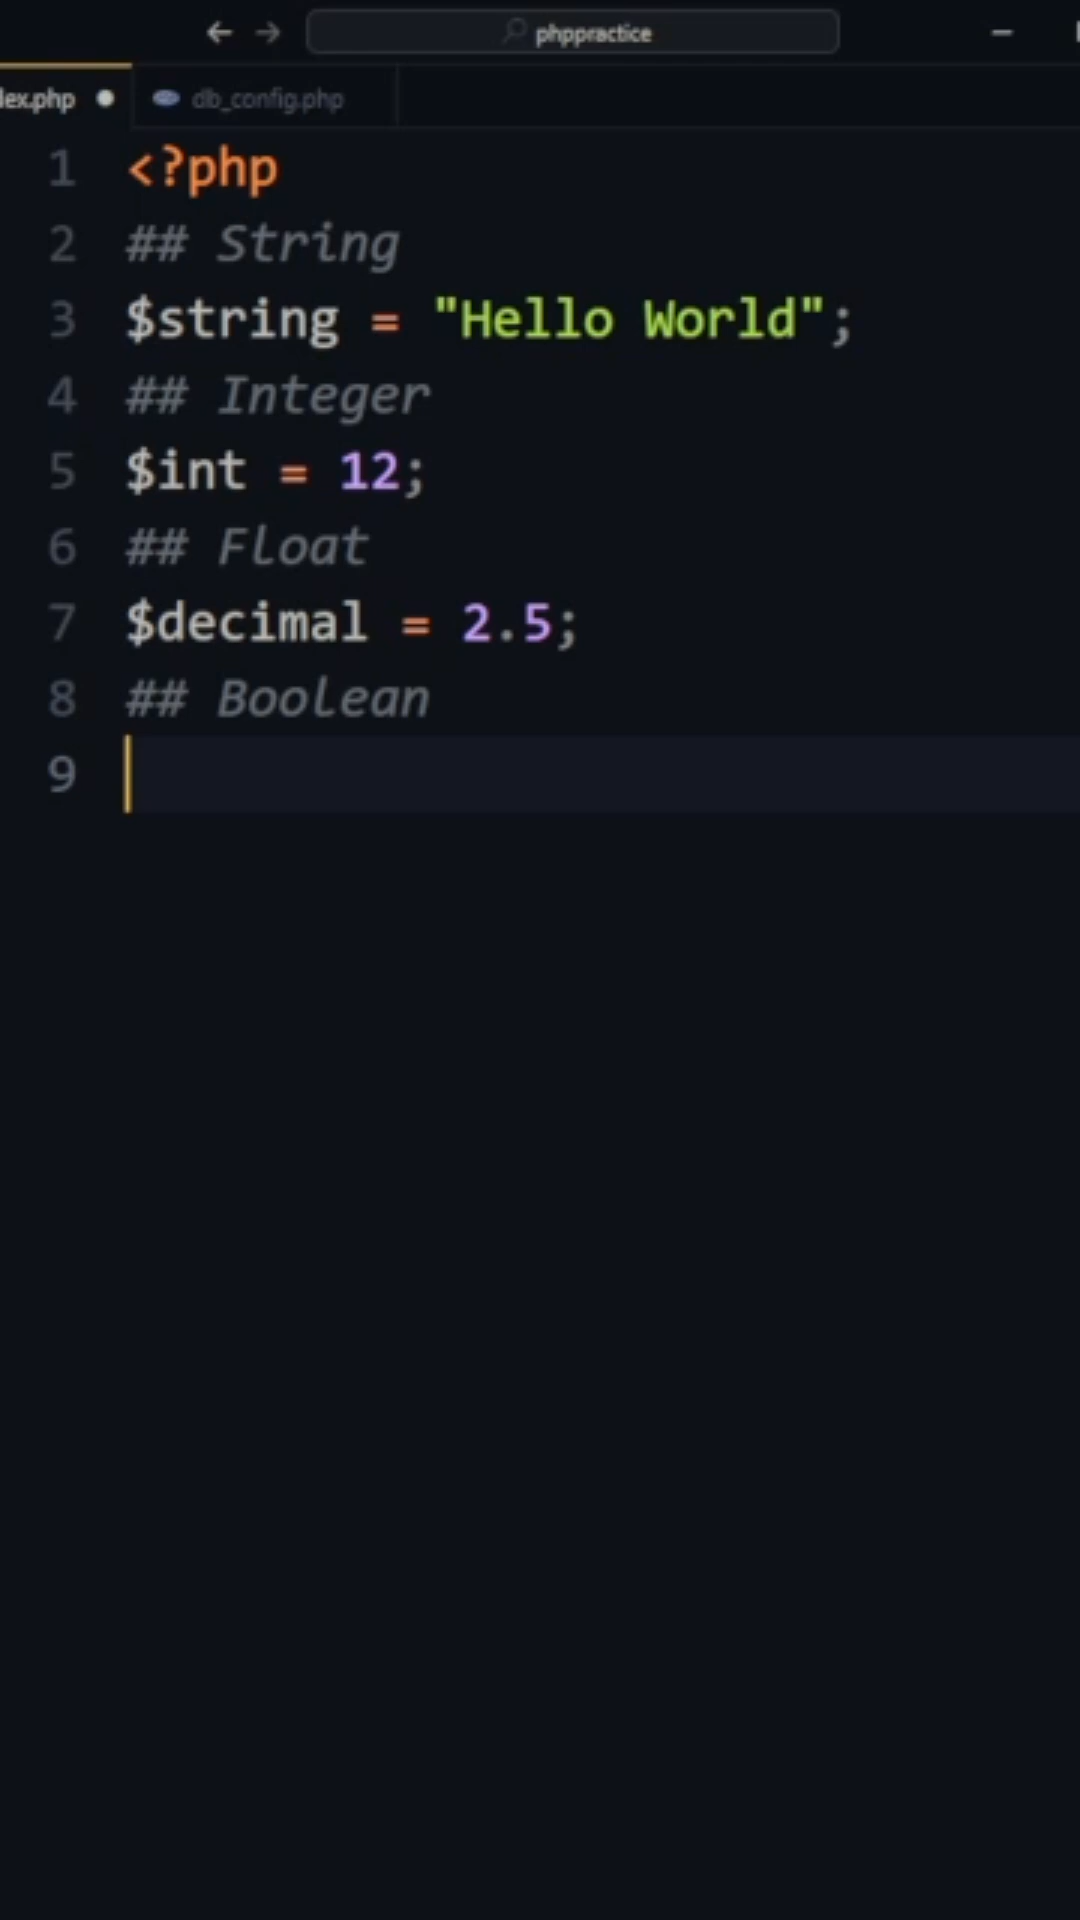 phppractice
lex.php
db_config.php
1 <?php
2 ## String
3 $string = "Hello World";
4 ## Integer
5 $int = 12;
6 ## Float
7 $decimal = 2.5;
8 ## Boolean
9